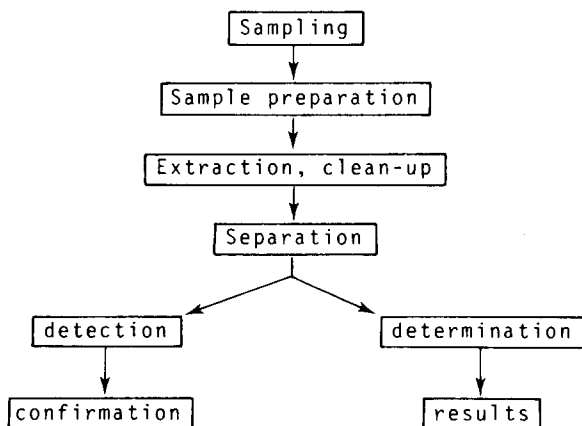 Sampling
Sample preparation
Extraction, clean-up
Separation
detection
determination
confirmation
results